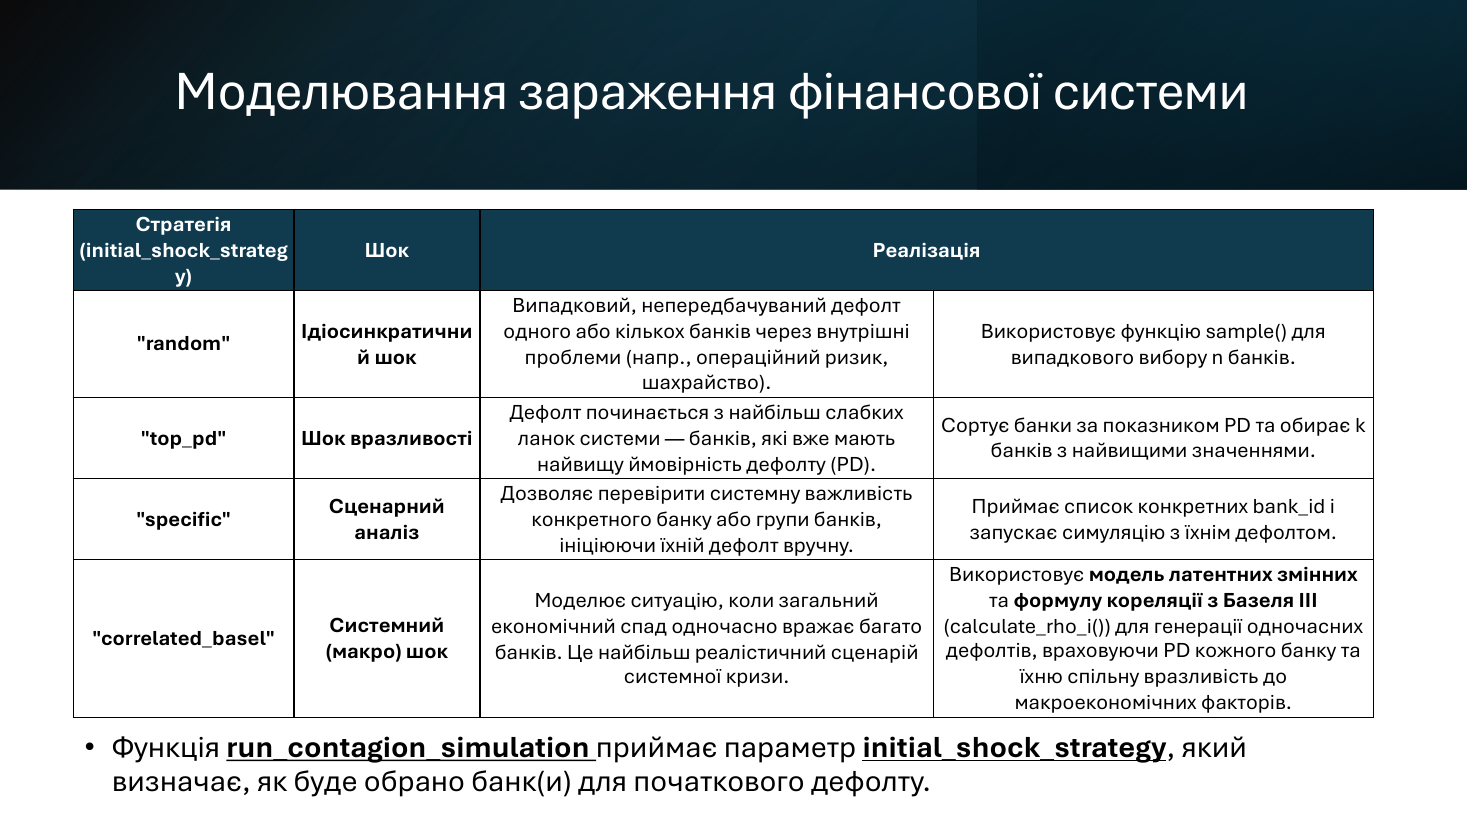 Моделювання зараження фінансової системи
Стратегія
(initial_shock_strateg
y)
Шок
Реалізація
"random"
Ідіосинкратични
й шок
Випадковий, непередбачуваний дефолт
одного або кількох банків через внутрішні
проблеми (напр., операційний ризик,
шахрайство).
Використовує функцію sample() для
випадкового вибору n банків.
"top_pd"
Шок вразливості
Дефолт починається з найбільш слабких
ланок системи — банків, які вже мають
найвищу ймовірність дефолту (PD).
Сортує банки за показником PD та обирає k
банків з найвищими значеннями.
"specific"
Сценарний
аналіз
Дозволяє перевірити системну важливість
конкретного банку або групи банків,
ініціюючи їхній дефолт вручну.
Приймає список конкретних bank_id і
запускає симуляцію з їхнім дефолтом.
"correlated_basel"
Системний
(макро) шок
Моделює ситуацію, коли загальний
економічний спад одночасно вражає багато
банків. Це найбільш реалістичний сценарій
системної кризи.
Використовує модель латентних змінних
та формулу кореляції з Базеля III
(calculate_rho_i()) для генерації одночасних
дефолтів, враховуючи PD кожного банку та
їхню спільну вразливість до
макроекономічних факторів.
• Функція run_contagion_simulation приймає параметр initial_shock_strategy, який
визначає, як буде обрано банк(и) для початкового дефолту.